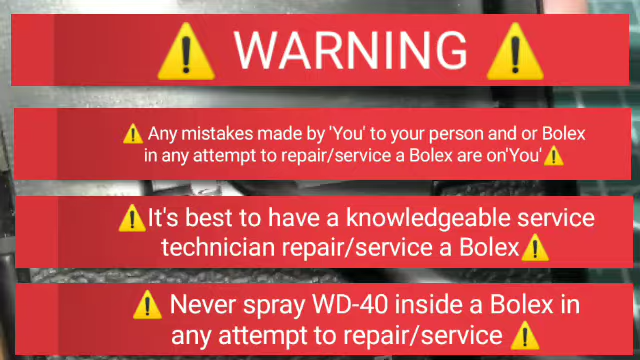 ⚠️ WARNING ⚠️
⚠️ Any mistakes made by 'You' to your person and or Bolex
in any attempt to repair/service a Bolex are on'You'⚠️
⚠️It's best to have a knowledgeable service
technician repair/service a Bolex⚠️
⚠️ Never spray WD-40 inside a Bolex in
any attempt to repair/service ⚠️